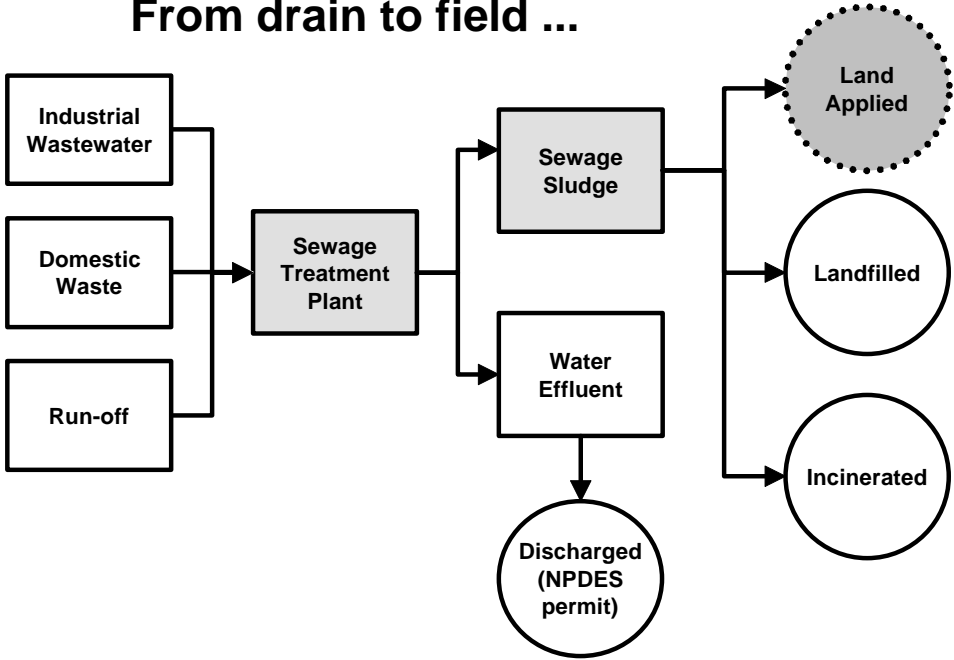 From drain to field ...
Industrial
Wastewater
Domestic
Waste
Run-off
Sewage
Treatment
Plant
Sewage
Sludge
Water
Effluent
Discharged
(NPDES
permit)
Land
Applied
Landfilled
Incinerated